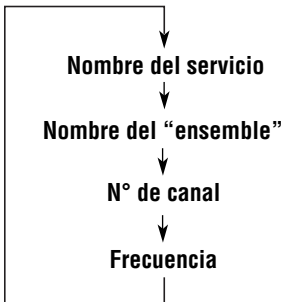 Nombre del servicio
Nombre del “ensemble”
N° de canal
Frecuencia